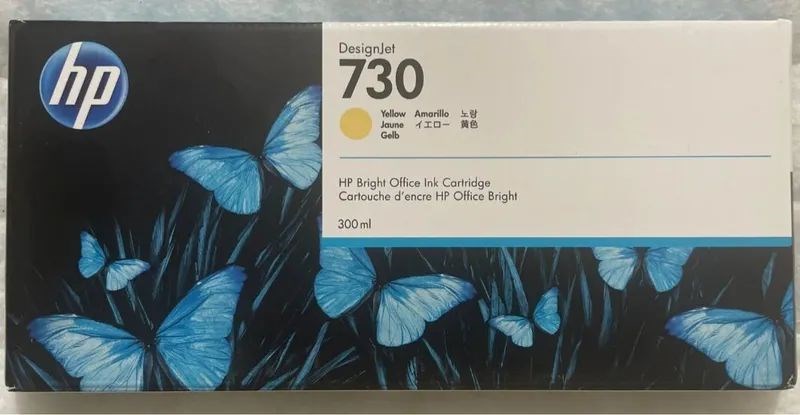 hp
DesignJet
730
Yellow Amarillo 노랑
Jaune イエロー 黄色
Gelb
HP Bright Office Ink Cartridge
Cartouche d'encre HP Office Bright
300 ml